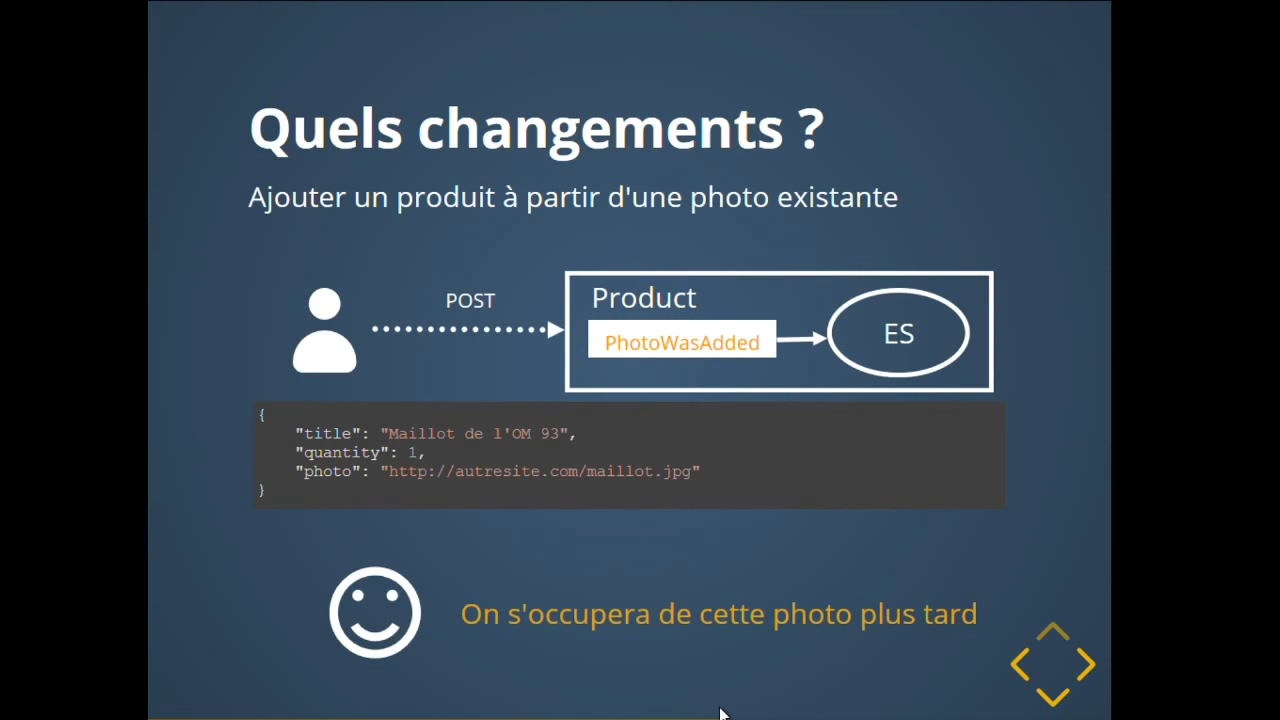 Quels changements ?
Ajouter un produit à partir d'une photo existante
POST
Product
PhotoWasAdded
ES
{
"title": "Maillot de l'OM 93",
"quantity": 1,
"photo": "http://autresite.com/maillot.jpg"
}
On s'occupera de cette photo plus tard